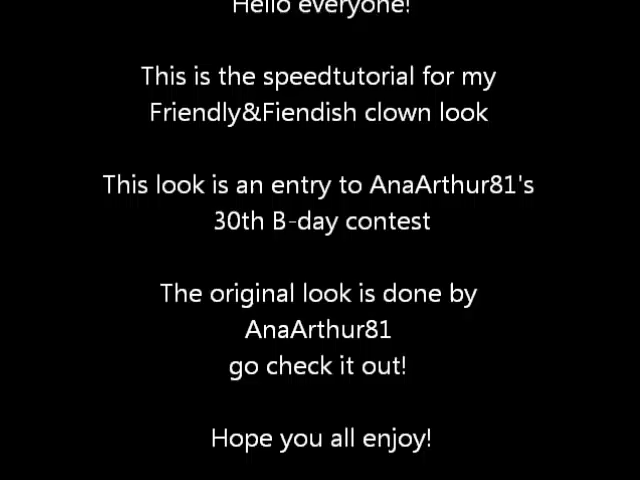 Hello everyone!
This is the speedtutorial for my
Friendly&Fiendish clown look
This look is an entry to AnaArthur81's
30th B-day contest
The original look is done by
AnaArthur81
go check it out!
Hope you all enjoy!